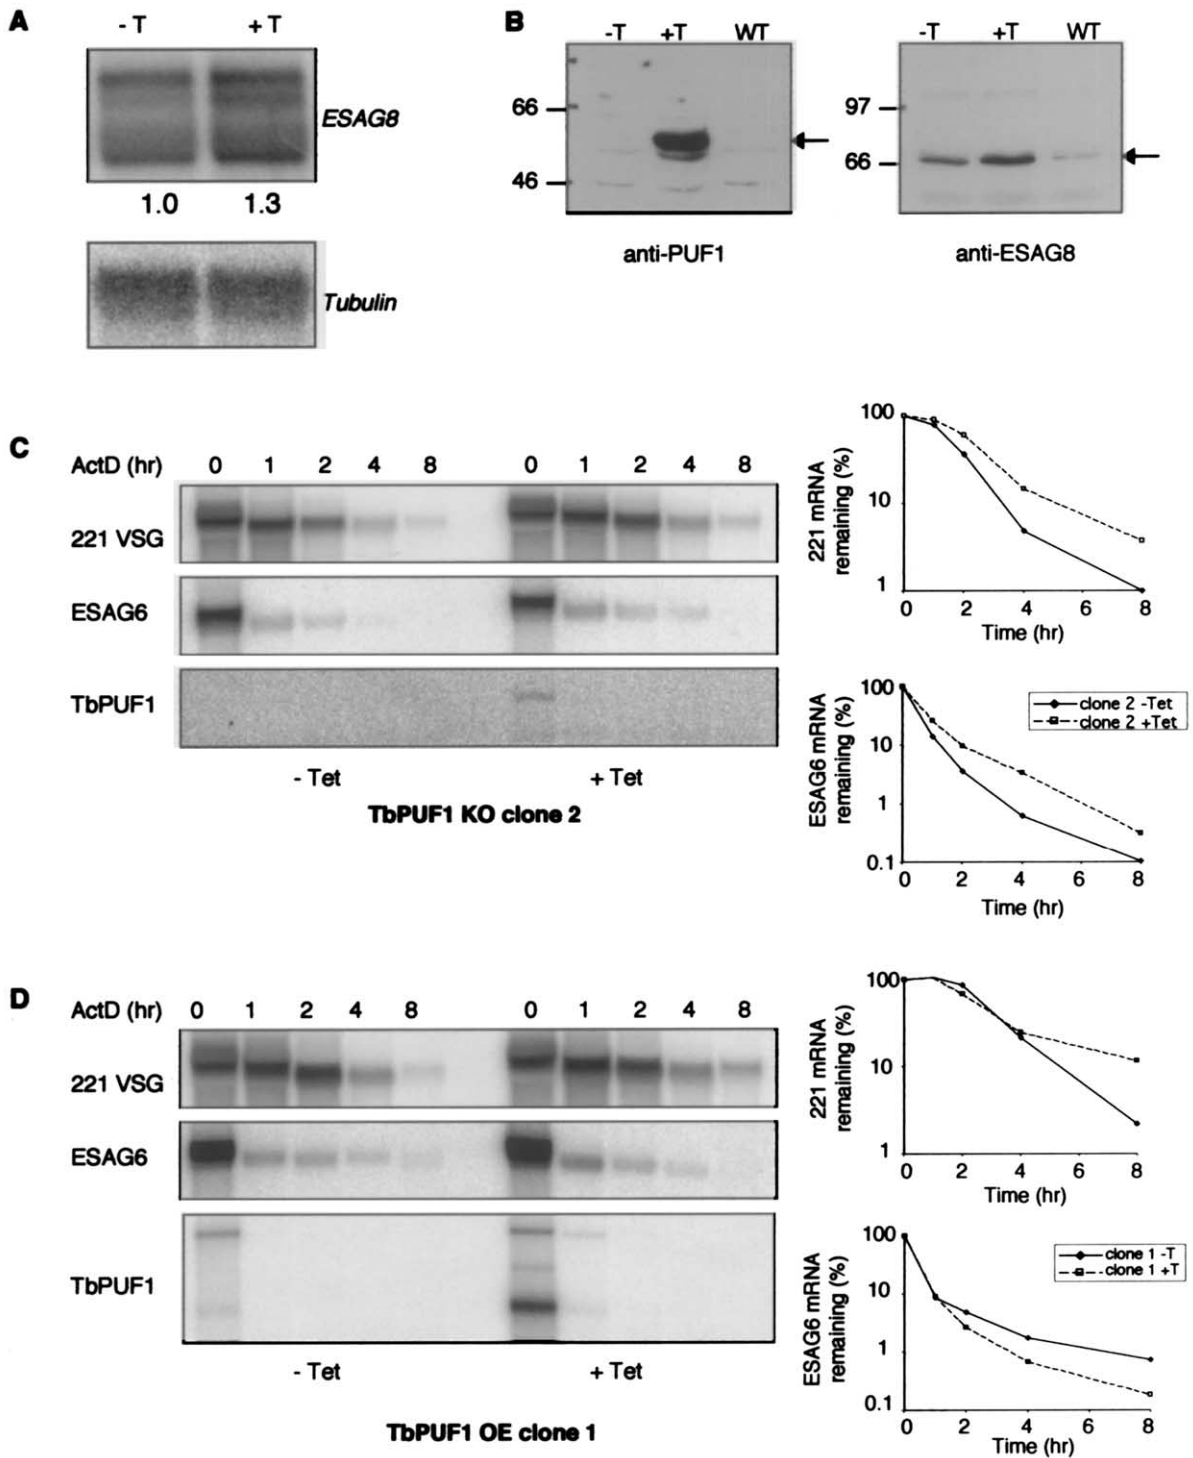 A
- T + T
ESAG8
1.0 1.3
Tubulin
B
-T +T WT
66
46
anti-PUF1
-T +T WT
97
66
anti-ESAG8
C
ActD (hr) 0 1 2 4 8 0 1 2 4 8
221 VSG
ESAG6
TbPUF1
- Tet + Tet
TbPUF1 KO clone 2
221 mRNA
remaining (%)
100
10
1
0 2 4 6 8
Time (hr)
ESAG6 mRNA
remaining (%)
100
10
1
0.1
0 2 4 6 8
Time (hr)
clone 2 -Tet
clone 2 +Tet
D
ActD (hr) 0 1 2 4 8 0 1 2 4 8
221 VSG
ESAG6
TbPUF1
- Tet + Tet
TbPUF1 OE clone 1
221 mRNA
remaining (%)
100
10
1
0 2 4 6 8
Time (hr)
ESAG6 mRNA
remaining (%)
100
10
1
0.1
0 2 4 6 8
Time (hr)
clone 1 -T
clone 1 +T